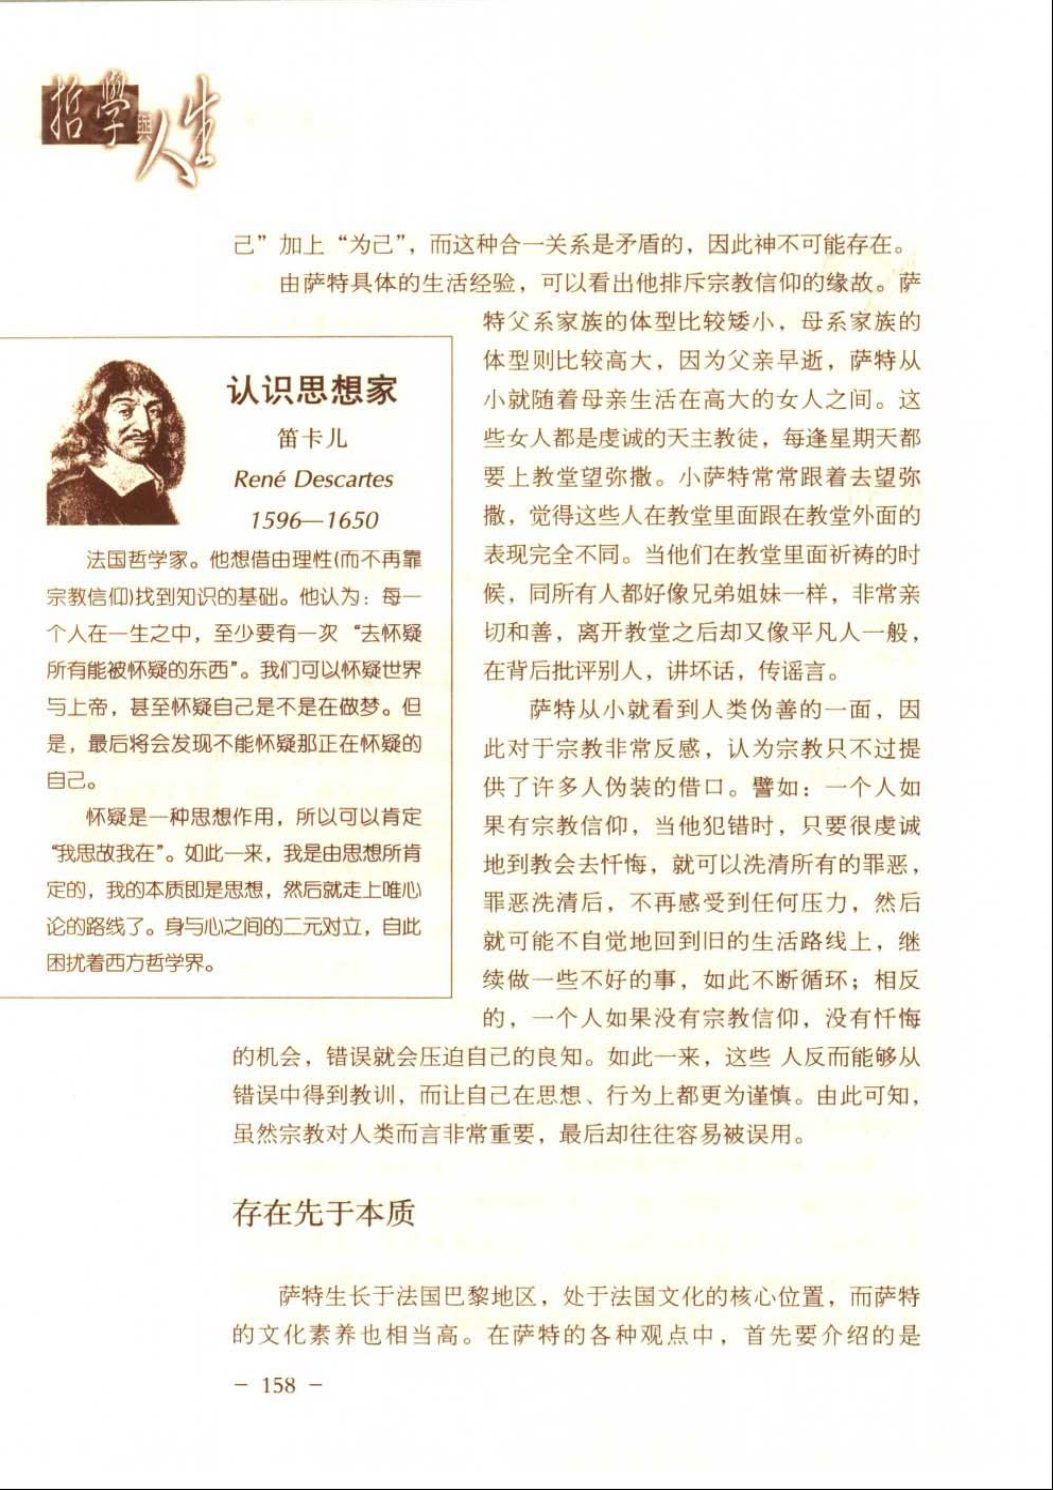 哲學與人生
己”加上“为己”，而这种合一关系是矛盾的，因此神不可能存在。
由萨特具体的生活经验，可以看出他排斥宗教信仰的缘故。萨
特父系家族的体型比较矮小，母系家族的
体型则比较高大，因为父亲早逝，萨特从
小就随着母亲生活在高大的女人之间。这
些女人都是虔诚的天主教徒，每逢星期天都
要上教堂望弥撒。小萨特常常跟着去望弥
撒，觉得这些人在教堂里面跟在教堂外面的
表现完全不同。当他们在教堂里面祈祷的时
候，同所有人都好像兄弟姐妹一样，非常亲
切和善，离开教堂之后却又像平凡人一般，
在背后批评别人，讲坏话，传谣言。
萨特从小就看到人类伪善的一面，因
此对于宗教非常反感，认为宗教只不过提
供了许多人伪装的借口。譬如：一个人如
果有宗教信仰，当他犯错时，只要很虔诚
地到教会去忏悔，就可以洗清所有的罪恶，
罪恶洗清后，不再感受到任何压力，然后
就可能不自觉地回到旧的生活路线上，继
续做一些不好的事，如此不断循环；相反
的，一个人如果没有宗教信仰，没有忏悔
的机会，错误就会压迫自己的良知。如此一来，这些 人反而能够从
错误中得到教训，而让自己在思想、行为上都更为谨慎。由此可知，
虽然宗教对人类而言非常重要，最后却往往容易被误用。
认识思想家
笛卡儿
René Descartes
1596—1650
法国哲学家。他想借由理性(而不再靠
宗教信仰)找到知识的基础。他认为：每一
个人在一生之中，至少要有一次“去怀疑
所有能被怀疑的东西”。我们可以怀疑世界
与上帝，甚至怀疑自己是不是在做梦。但
是，最后将会发现不能怀疑那正在怀疑的
自己。
怀疑是一种思想作用，所以可以肯定
“我思故我在”。如此一来，我是由思想所肯
定的，我的本质即是思想，然后就走上唯心
论的路线了。身与心之间的二元对立，自此
困扰着西方哲学界。
存在先于本质
萨特生长于法国巴黎地区，处于法国文化的核心位置，而萨特
的文化素养也相当高。在萨特的各种观点中，首先要介绍的是
– 158 –